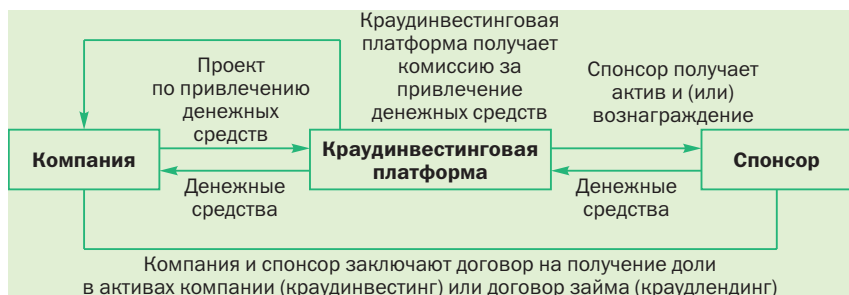 Краудинвестинговая
платформа получает
комиссию за
привлечение
денежных средств
Проект
по привлечению
денежных
средств
Спонсор получает
актив и (или)
вознаграждение
Компания
Краудинвестинговая
платформа
Спонсор
Денежные
средства
Денежные
средства
Компания и спонсор заключают договор на получение доли
в активах компании (краудинвестинг) или договор займа (краудлендинг)